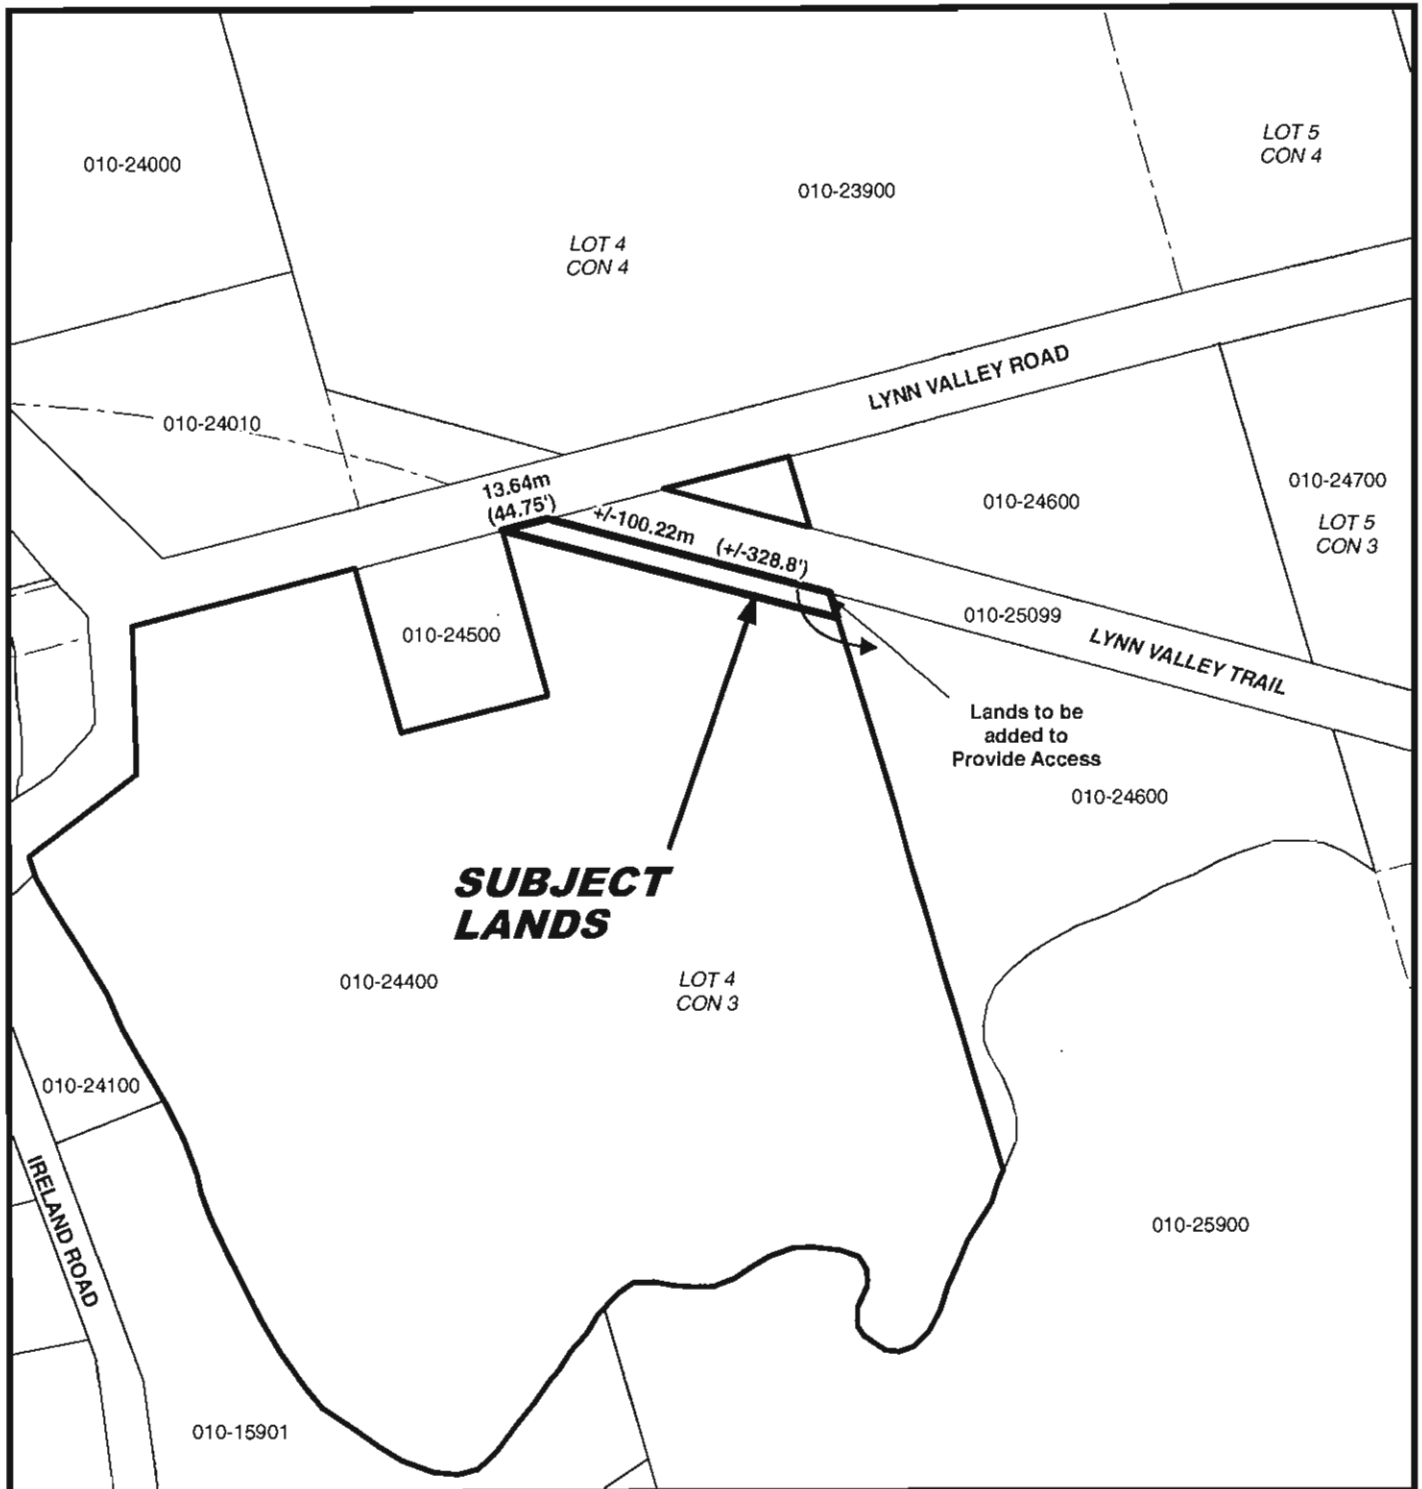 010-24000
010-23900
LOT 5
CON 4
LOT 4
CON 4
LYNN VALLEY ROAD
010-24010
13.64m
(44.75')
+/-100.22m (+/-328.8')
010-24600
010-24700
LOT 5
CON 3
010-24500
010-25099
LYNN VALLEY TRAIL
Lands to be
added to
Provide Access
010-24600
SUBJECT
LANDS
010-24400
LOT 4
CON 3
010-24100
IRELAND ROAD
010-25900
010-15901